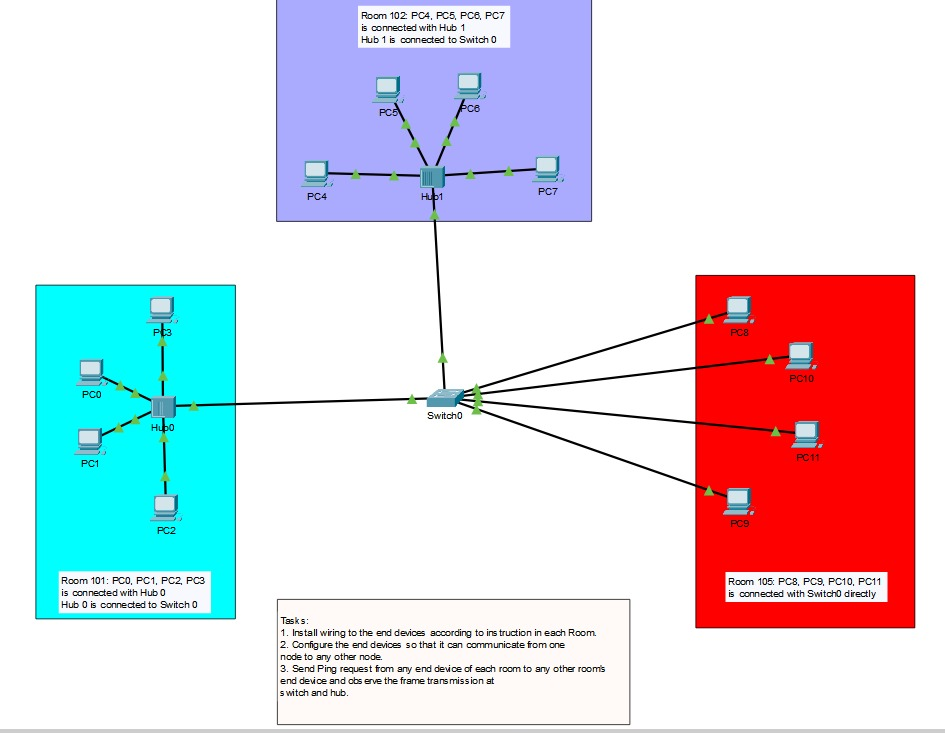 Room 102: PC4, PC5, PC6, PC7
is connected with Hub 1
Hub 1 is connected to Switch 0
PC5
PC6
PC4
Hub1
PC7
PC3
PC0
Hub0
PC1
PC2
Room 101: PC0, PC1, PC2, PC3
is connected with Hub 0
Hub 0 is connected to Switch 0
Switch0
PC8
PC10
PC11
PC9
Room 105: PC8, PC9, PC10, PC11
is connected with Switch0 directly
Tasks:
1. Install wiring to the end devices according to instruction in each Room.
2. Configure the end devices so that it can communicate from one
node to any other node.
3. Send Ping request from any end device of each room to any other room's
end device and observe the frame transmission at
switch and hub.